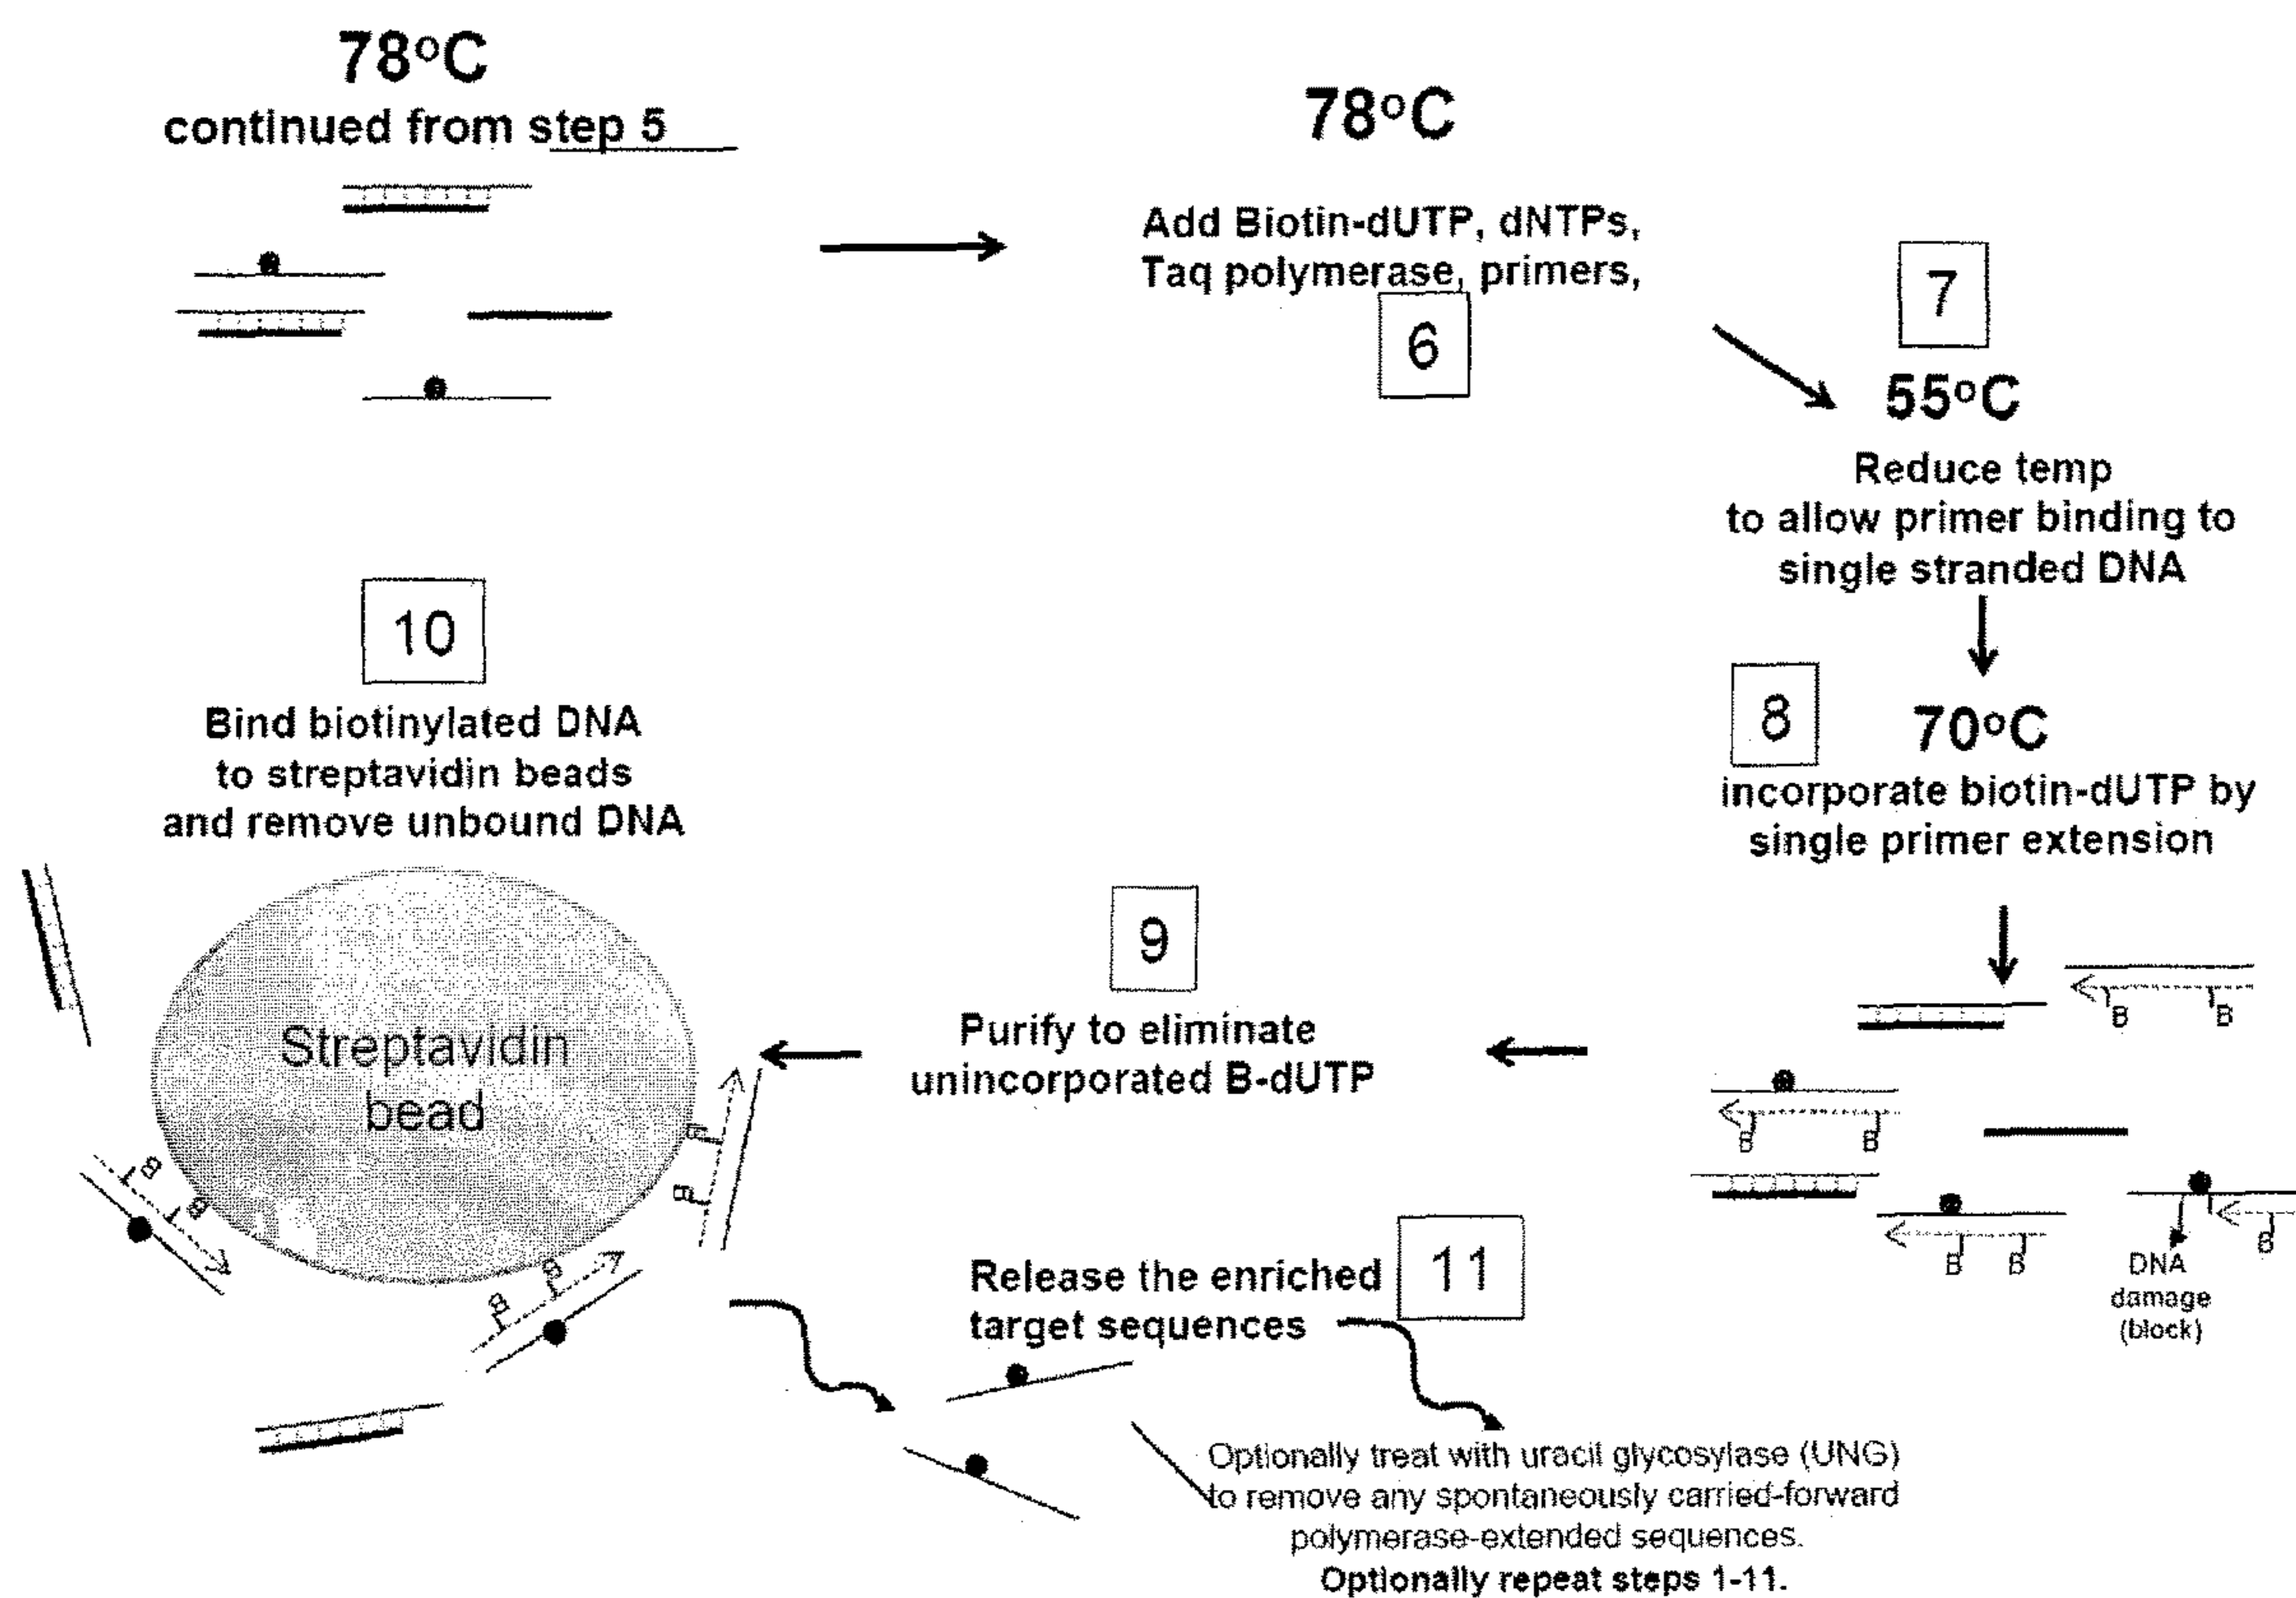 78°C
continued from step 5
78°C
Add Biotin-dUTP, dNTPs,
Taq polymerase, primers,
6
7
55°C
Reduce temp
to allow primer binding to
single stranded DNA
8
70°C
incorporate biotin-dUTP by
single primer extension
B
B
B
B
B
B
B
DNA
damage
(block)
9
Purify to eliminate
unincorporated B-dUTP
10
Bind biotinylated DNA
to streptavidin beads
and remove unbound DNA
Streptavidin
bead
B
B
B
B
B
B
11
Release the enriched
target sequences
Optionally treat with uracil glycosylase (UNG)
to remove any spontaneously carried-forward
polymerase-extended sequences.
Optionally repeat steps 1-11.